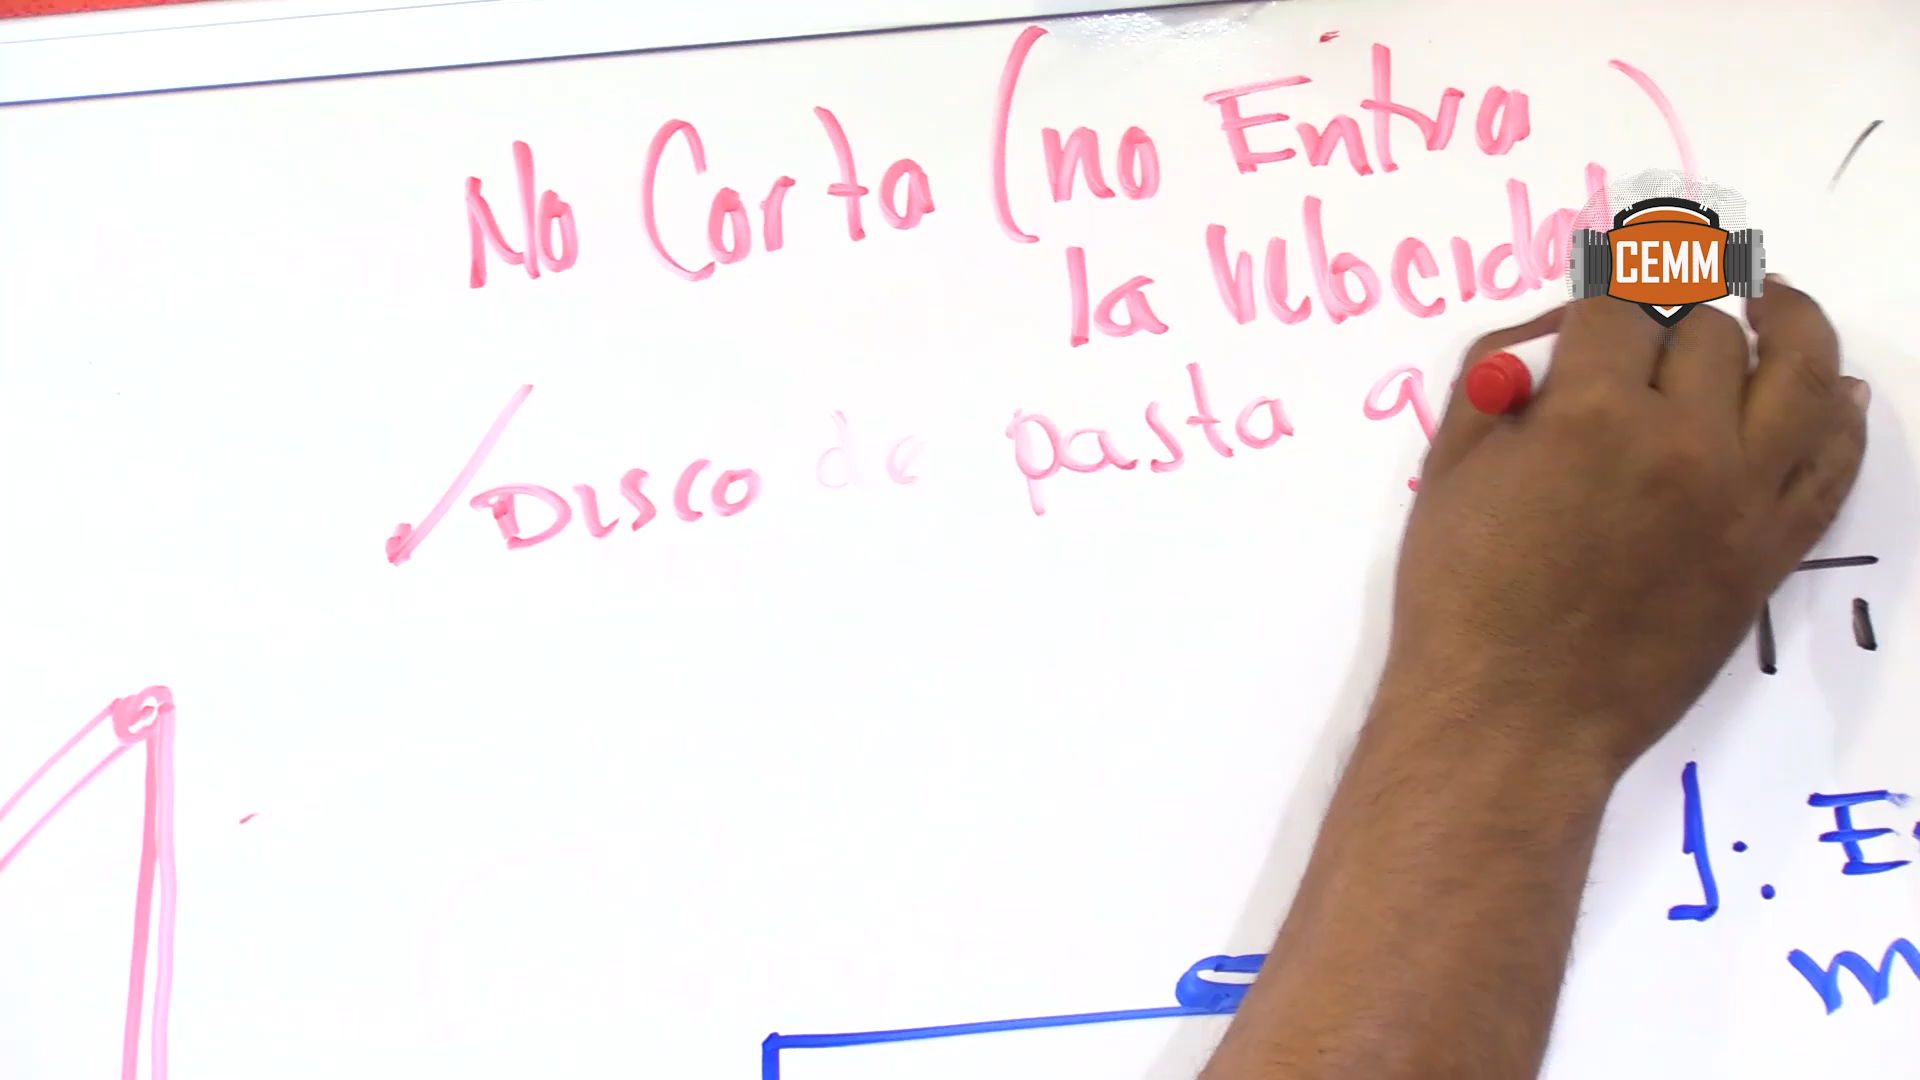 No Corta (no Entra
la velocidad)
CEMM
✓ Disco de pasta